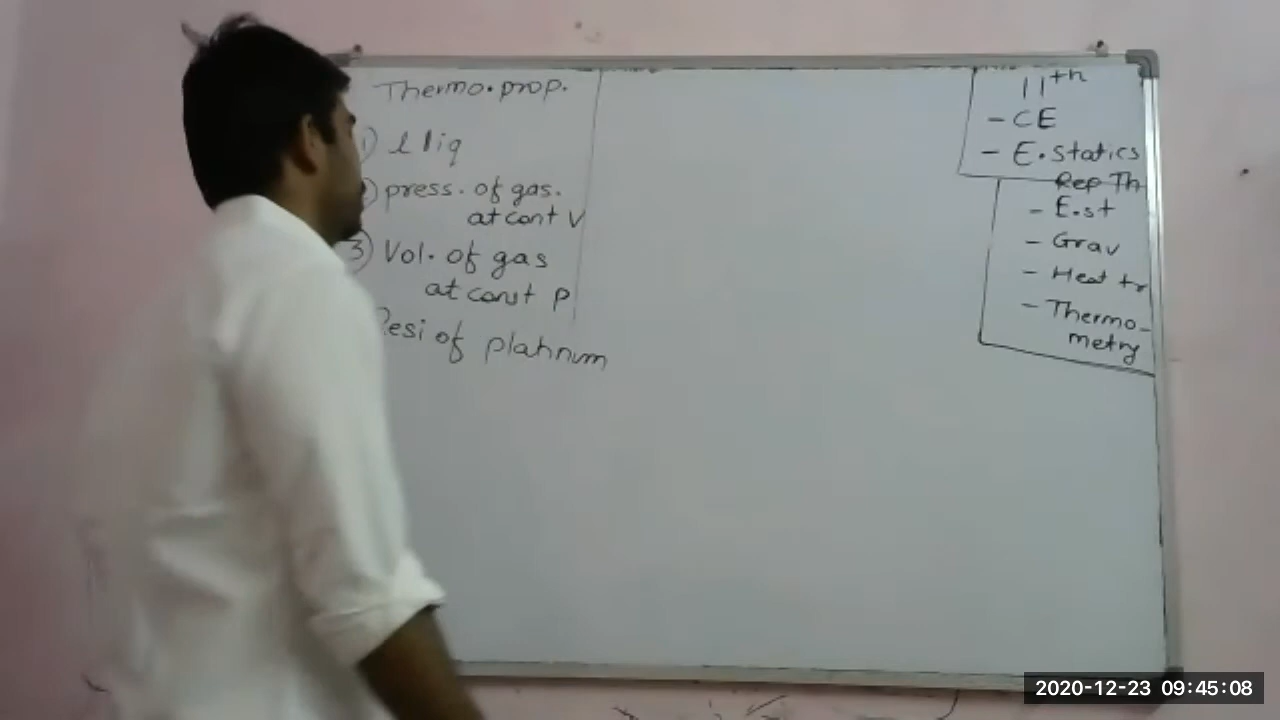 Thermo. prop.
1) l liq
2) press. of gas.
at cont V
3) Vol. of gas
at const P
Resi of platinum
11th
- CE
- E. statics
Rep Th
- E.st
- Grav
- Heat tr
- Thermo-
metry
2020-12-23 09:45:08